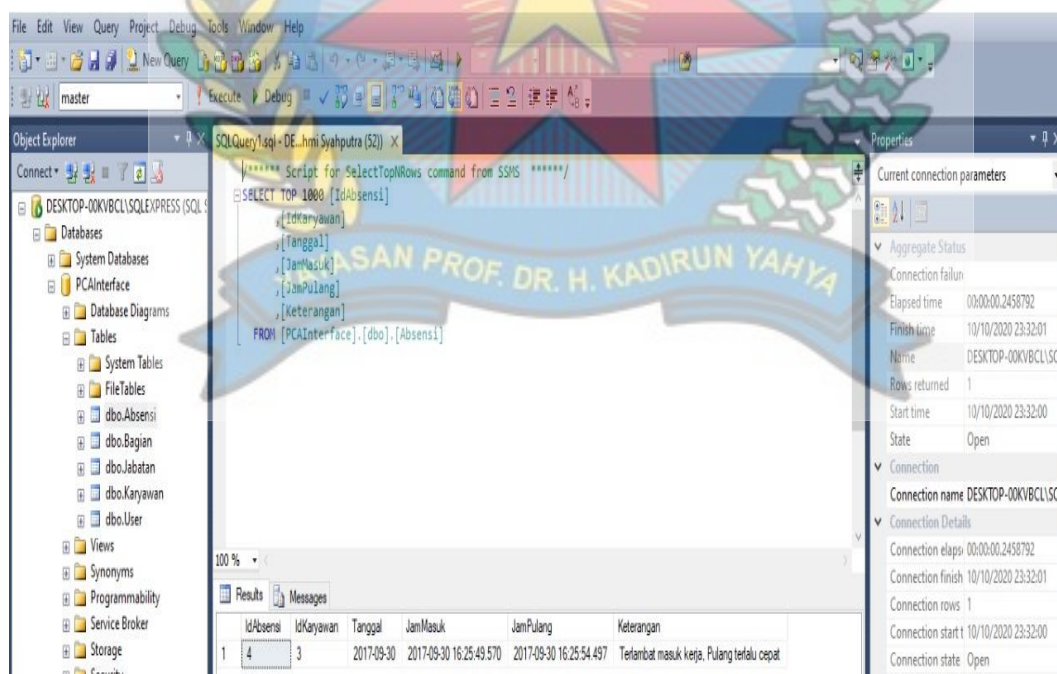 File Edit View Query Project Debug Tools Window Help
New Query
master Execute Debug
Object Explorer
Connect
DESKTOP-00KVBCL\SQLEXPRESS (SQL S
Databases
System Databases
PCAInterface
Database Diagrams
Tables
System Tables
FileTables
dbo.Absensi
dbo.Bagian
dbo.Jabatan
dbo.Karyawan
dbo.User
Views
Synonyms
Programmability
Service Broker
Storage
Security
SQLQuery1.sql - DE...hmi Syahputra (52)) X
/****** Script for SelectTopNRows command from SSMS ******/
SELECT TOP 1000 [IdAbsensi]
,[IdKaryawan]
,[Tanggal]
,[JamMasuk]
,[JamPulang]
,[Keterangan]
FROM [PCAInterface].[dbo].[Absensi]
YAYASAN PROF. DR. H. KADIRUN YAHYA
100 %
Results Messages
IdAbsensi IdKaryawan Tanggal JamMasuk JamPulang Keterangan
1 4 3 2017-09-30 2017-09-30 16:25:49.570 2017-09-30 16:25:54.497 Terlambat masuk kerja, Pulang terlalu cepat
Properties
Current connection parameters
Aggregate Status
Connection failure
Elapsed time 00:00:00.2458792
Finish time 10/10/2020 23:32:01
Name DESKTOP-00KVBCL\SQ
Rows returned 1
Start time 10/10/2020 23:32:00
State Open
Connection
Connection name DESKTOP-00KVBCL\SQ
Connection Details
Connection elaps 00:00:00.2458792
Connection finish 10/10/2020 23:32:01
Connection rows 1
Connection start t 10/10/2020 23:32:00
Connection state Open